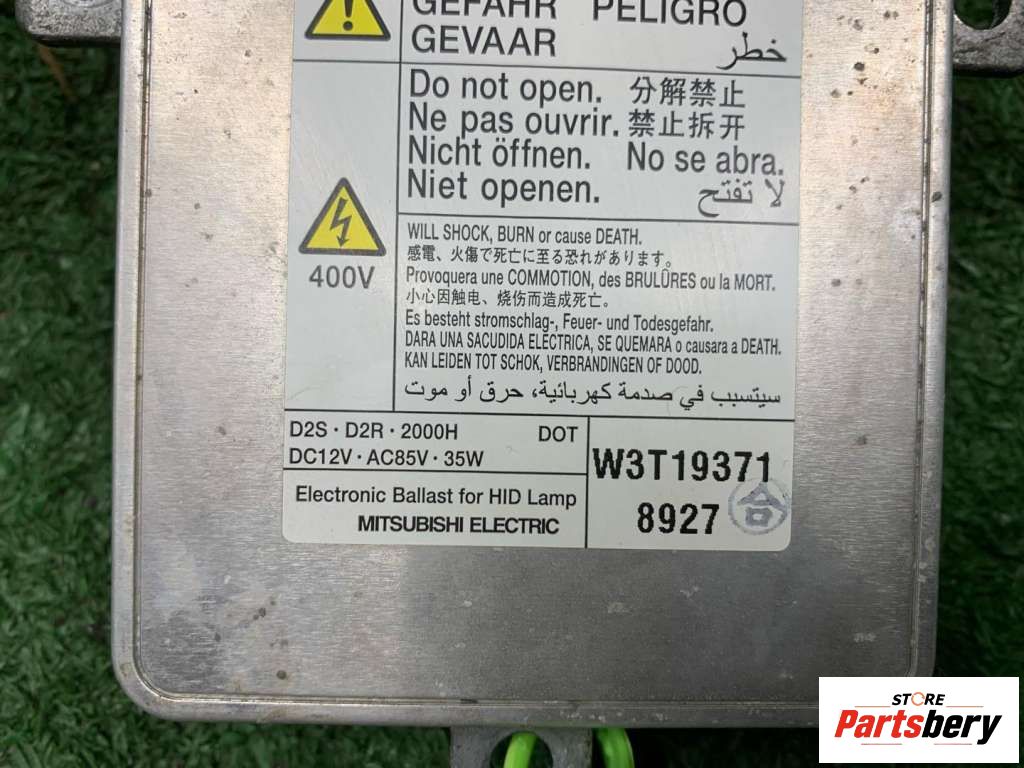 GEFAHR PELIGRO
GEVAAR خطر
Do not open. 分解禁止
Ne pas ouvrir. 禁止拆开
Nicht öffnen. No se abra.
Niet openen. لا تفتح
400V
WILL SHOCK, BURN or cause DEATH.
感電、火傷で死亡に至る恐れがあります。
Provoquera une COMMOTION, des BRULÛRES ou la MORT.
小心因触电、烧伤而造成死亡。
Es besteht stromschlag-, Feuer- und Todesgefahr.
DARA UNA SACUDIDA ELÉCTRICA, SE QUEMARA o causara a DEATH.
KAN LEIDEN TOT SCHOK, VERBRANDINGEN OF DOOD.
سيتسبب في صدمة كهربائية، حرق أو موت
D2S · D2R · 2000H DOT
DC12V · AC85V · 35W
Electronic Ballast for HID Lamp
MITSUBISHI ELECTRIC
W3T19371
8927 合
STORE
Partsbery